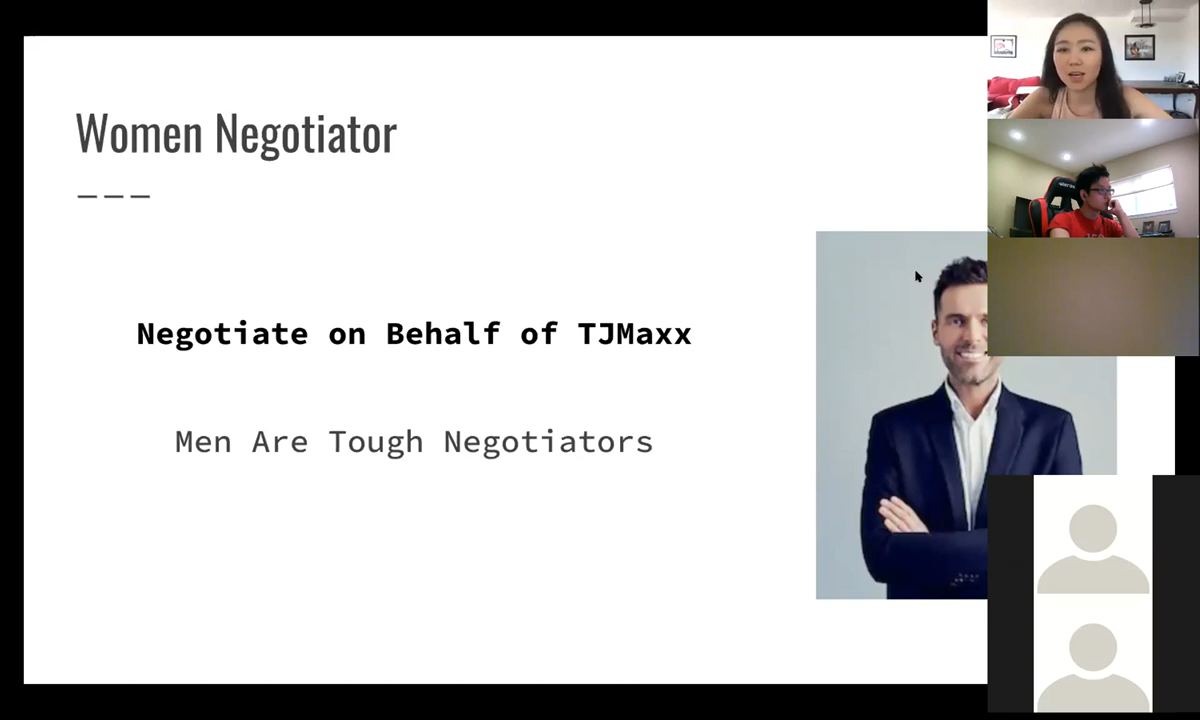 Women Negotiator
Negotiate on Behalf of TJMaxx
Men Are Tough Negotiators